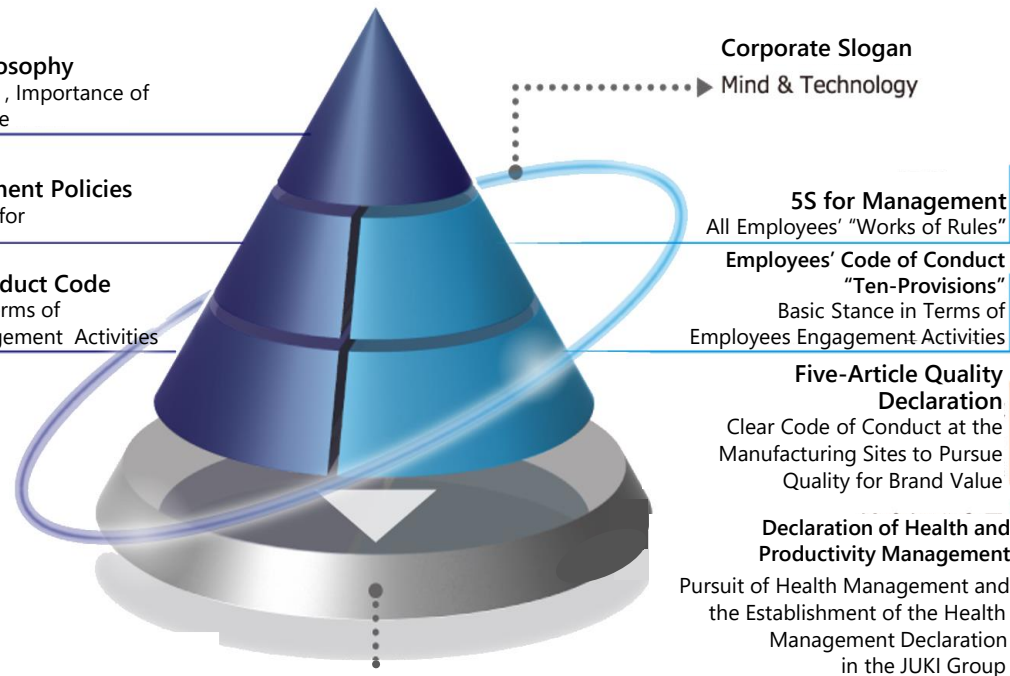 osophy
, Importance of
e
ment Policies
for
duct Code
rms of
gement Activities
Corporate Slogan
Mind & Technology
5S for Management
All Employees’ “Works of Rules”
Employees’ Code of Conduct
“Ten-Provisions”
Basic Stance in Terms of
Employees Engagement Activities
Five-Article Quality
Declaration
Clear Code of Conduct at the
Manufacturing Sites to Pursue
Quality for Brand Value
Declaration of Health and
Productivity Management
Pursuit of Health Management and
the Establishment of the Health
Management Declaration
in the JUKI Group